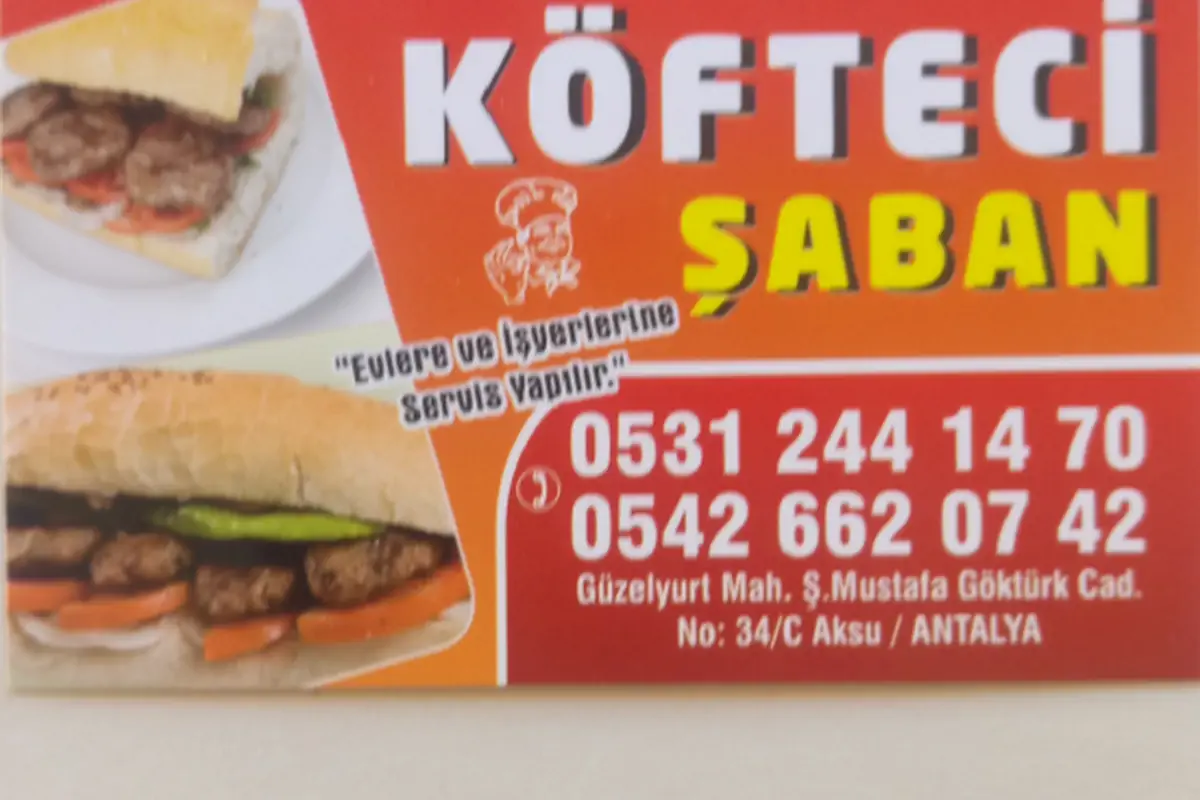 KÖFTECİ
ŞABAN
"Evlere ve İşyerlerine
Servis Yapılır."
0531 244 14 70
0542 662 07 42
Güzelyurt Mah. Ş.Mustafa Göktürk Cad.
No: 34/C Aksu / ANTALYA